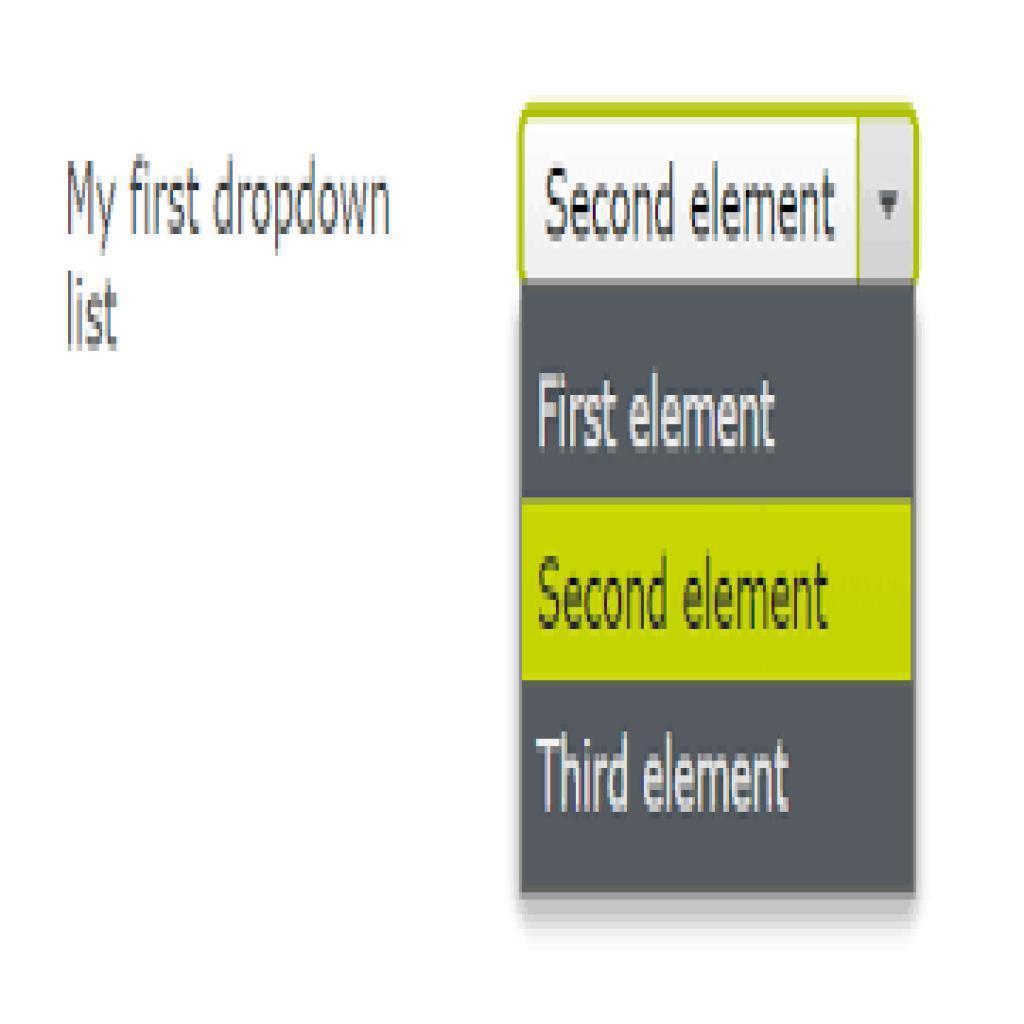 My first dropdown
list
Second element
First element
Second element
Third element